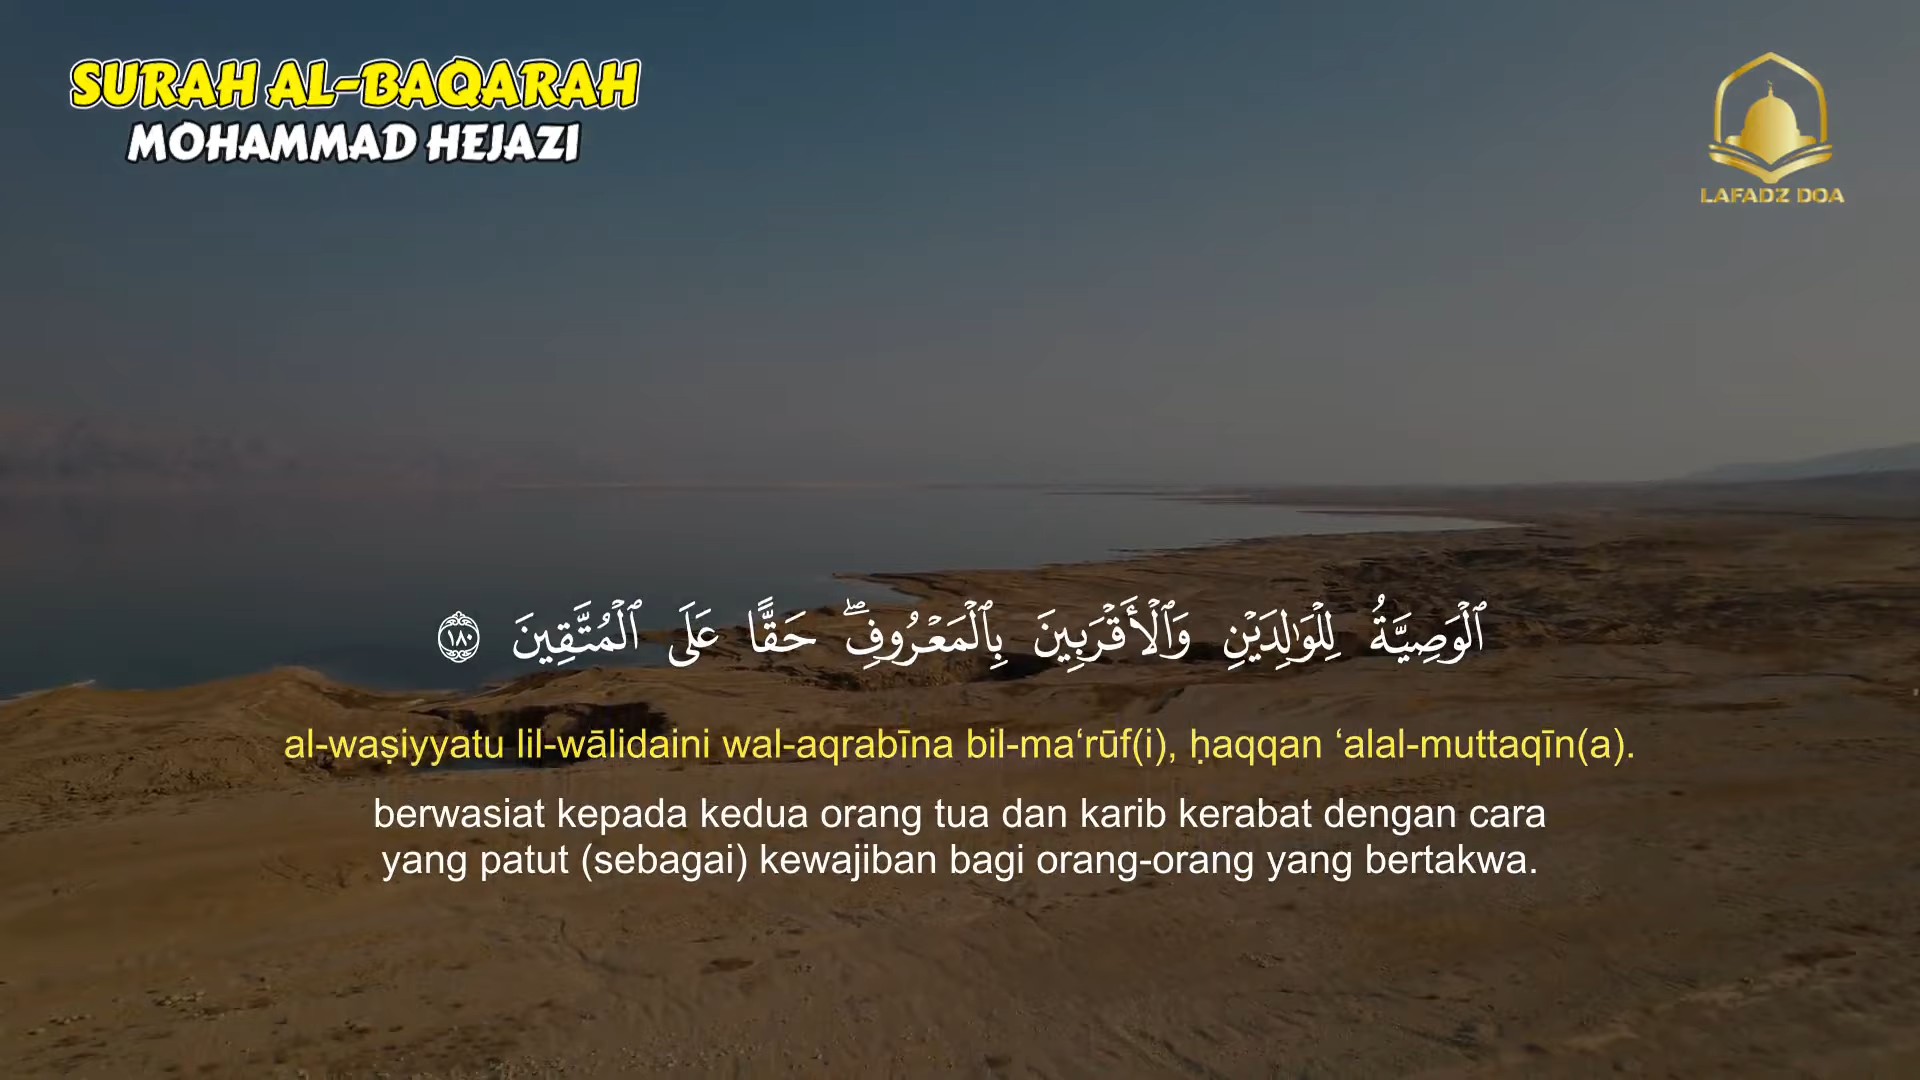 SURAH AL-BAQARAH
MOHAMMAD HEJAZI
LAFADZ DOA
ٱلْوَصِيَّةُ لِلْوَٰلِدَيْنِ وَٱلْأَقْرَبِينَ بِٱلْمَعْرُوفِۖ حَقًّا عَلَى ٱلْمُتَّقِينَ ١٨٠
al-waṣiyyatu lil-wālidaini wal-aqrabīna bil-ma‘rūf(i), ḥaqqan ‘alal-muttaqīn(a).
berwasiat kepada kedua orang tua dan karib kerabat dengan cara
yang patut (sebagai) kewajiban bagi orang-orang yang bertakwa.